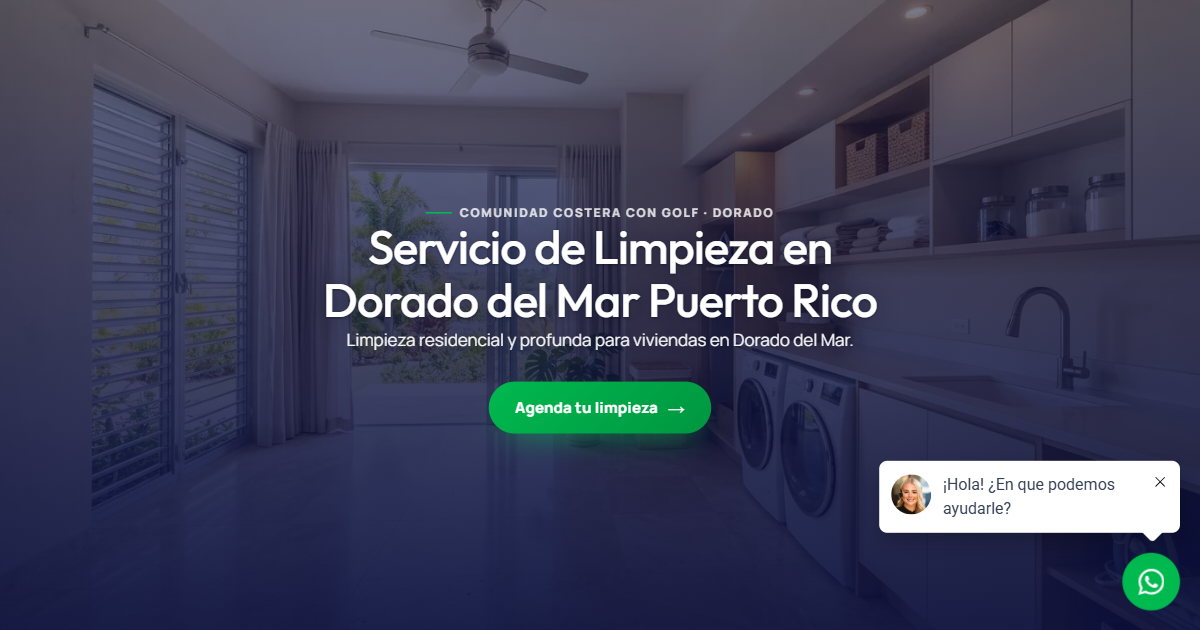 COMUNIDAD COSTERA CON GOLF · DORADO
Servicio de Limpieza en
Dorado del Mar Puerto Rico
Limpieza residencial y profunda para viviendas en Dorado del Mar.
Agenda tu limpieza →
¡Hola! ¿En que podemos
ayudarle?